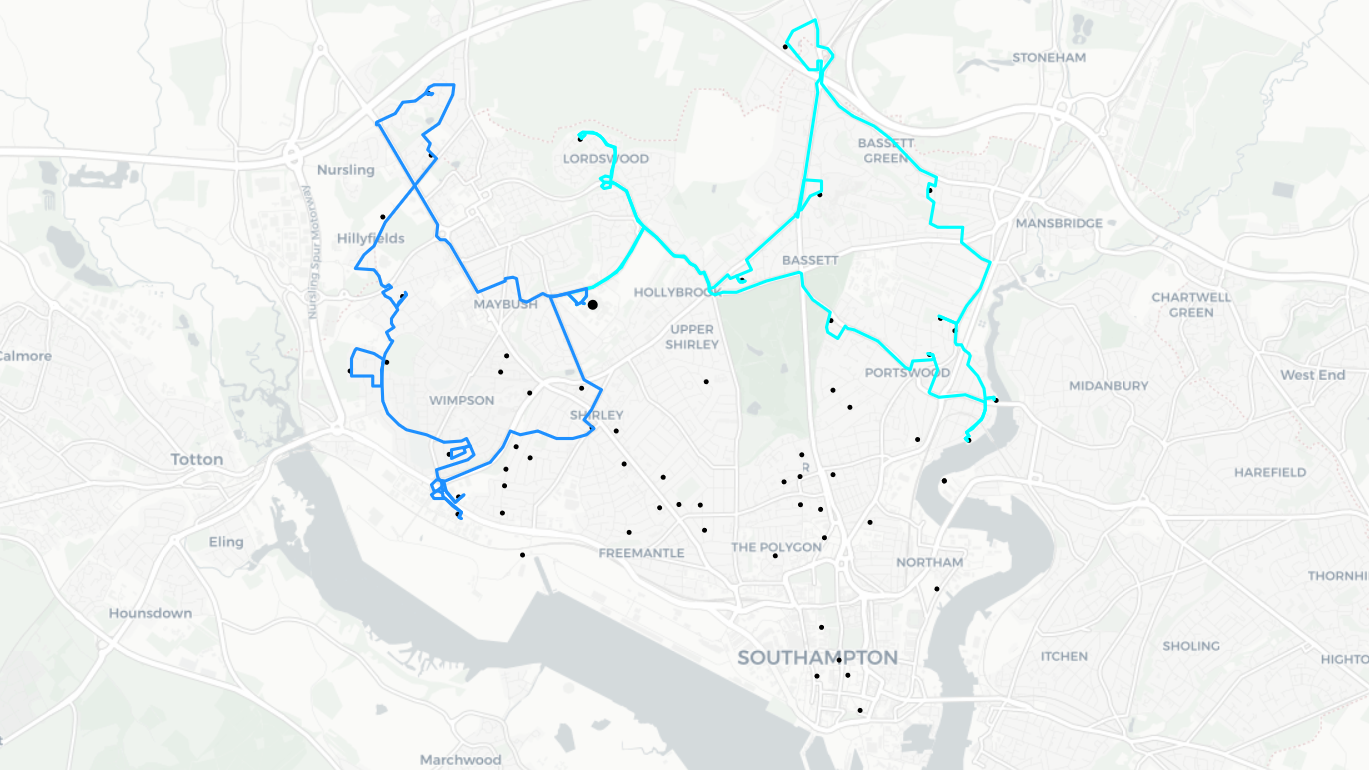 STONEHAM
BASSETT
GREEN
LORDSWOOD
Nursling
MANSBRIDGE
Hillyfields
Nursling Spur Motorway
BASSETT
HOLLYBROOK
MAYBUSH
CHARTWELL
GREEN
UPPER
SHIRLEY
Calmore
PORTSWOOD
West End
MIDANBURY
WIMPSON
SHIRLEY
Totton
R
HAREFIELD
Eling
FREEMANTLE
THE POLYGON
NORTHAM
THORNHI
Hounsdown
SHOLING
ITCHEN
SOUTHAMPTON
HIGHTO
Marchwood